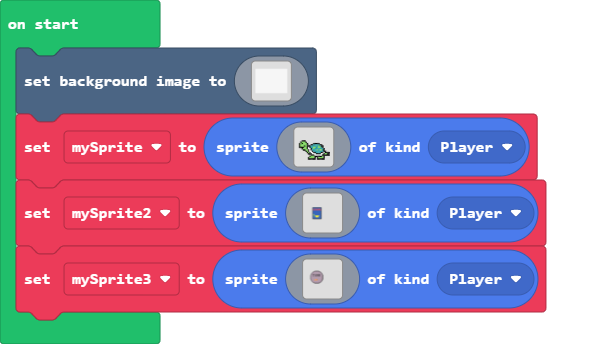 on start
set background image to
set mySprite to sprite of kind Player
set mySprite2 to sprite of kind Player
set mySprite3 to sprite of kind Player